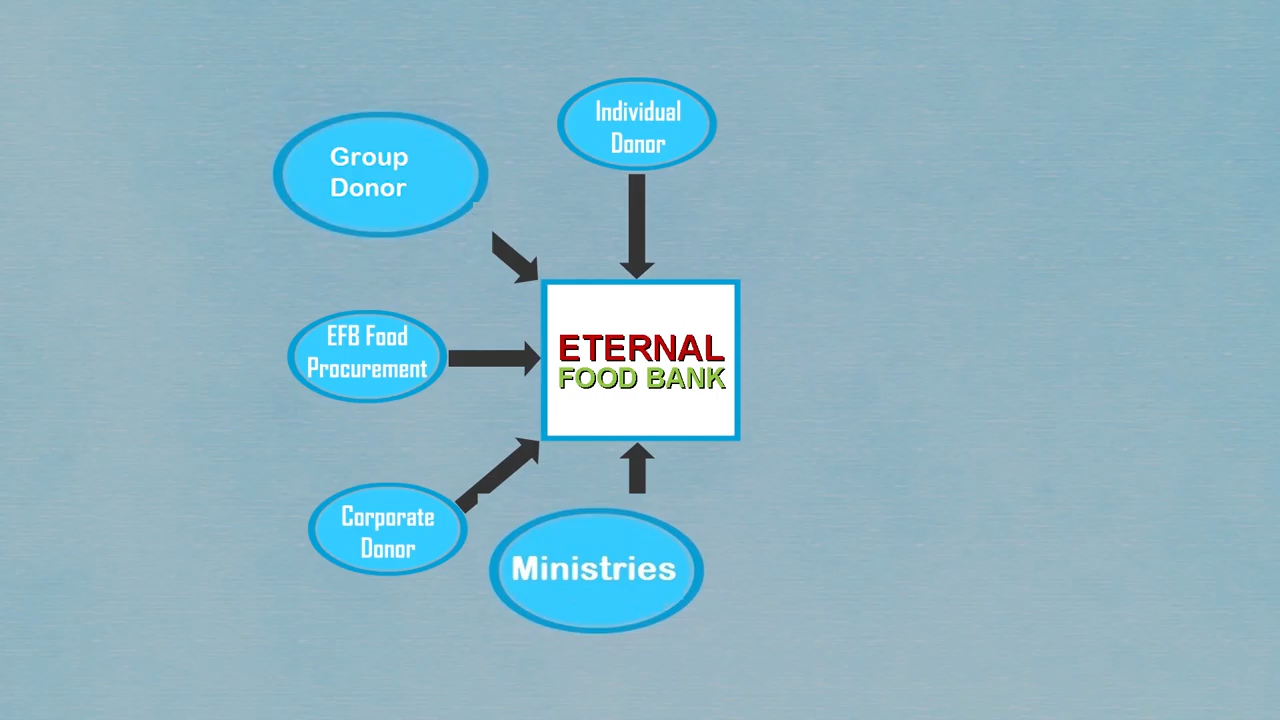 Individual
Donor
Group
Donor
EFB Food
Procurement
ETERNAL
FOOD BANK
Corporate
Donor
Ministries